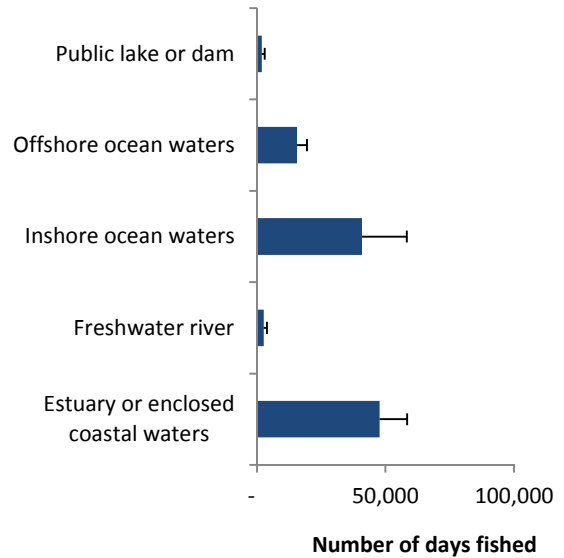 Public lake or dam
Offshore ocean waters
Inshore ocean waters
Freshwater river
Estuary or enclosed
coastal waters
- 50,000 100,000
Number of days fished